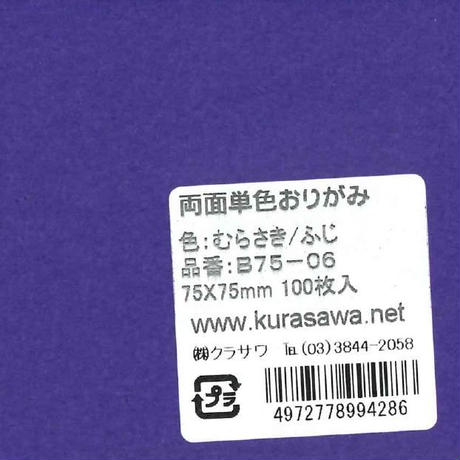 両面単色おりがみ
色:むらさき/ふじ
品番:B75-06
75X75mm 100枚入
www.kurasawa.net
㈱クラサワ ℡(03)3844-2058
プラ
4972778994286